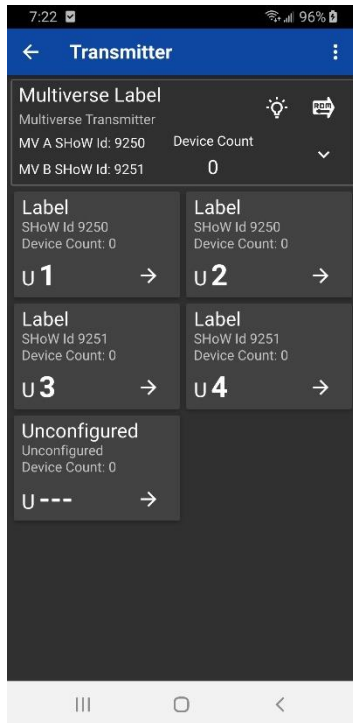 7:22 96%
Transmitter
Multiverse Label
Multiverse Transmitter
RDM
MV A SHoW Id: 9250 Device Count
MV B SHoW Id: 9251 0
Label Label
SHoW Id 9250 SHoW Id 9250
Device Count: 0 Device Count: 0
U 1 U 2
Label Label
SHoW Id 9251 SHoW Id 9251
Device Count: 0 Device Count: 0
U 3 U 4
Unconfigured
Unconfigured
Device Count: 0
U ---